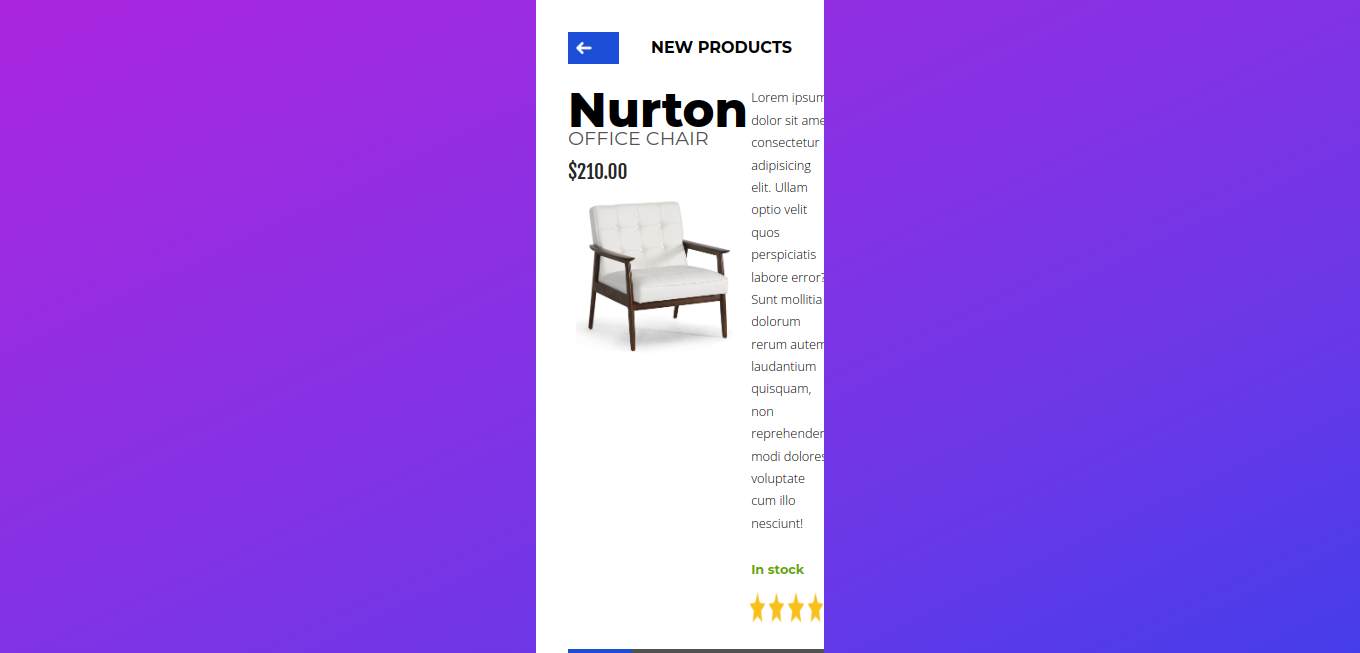 NEW PRODUCTS
Nurton
OFFICE CHAIR
$210.00
Lorem ipsum
dolor sit ame
consectetur
adipisicing
elit. Ullam
optio velit
quos
perspiciatis
labore error?
Sunt mollitia
dolorum
rerum autem
laudantium
quisquam,
non
reprehender
modi dolores
voluptate
cum illo
nesciunt!
In stock